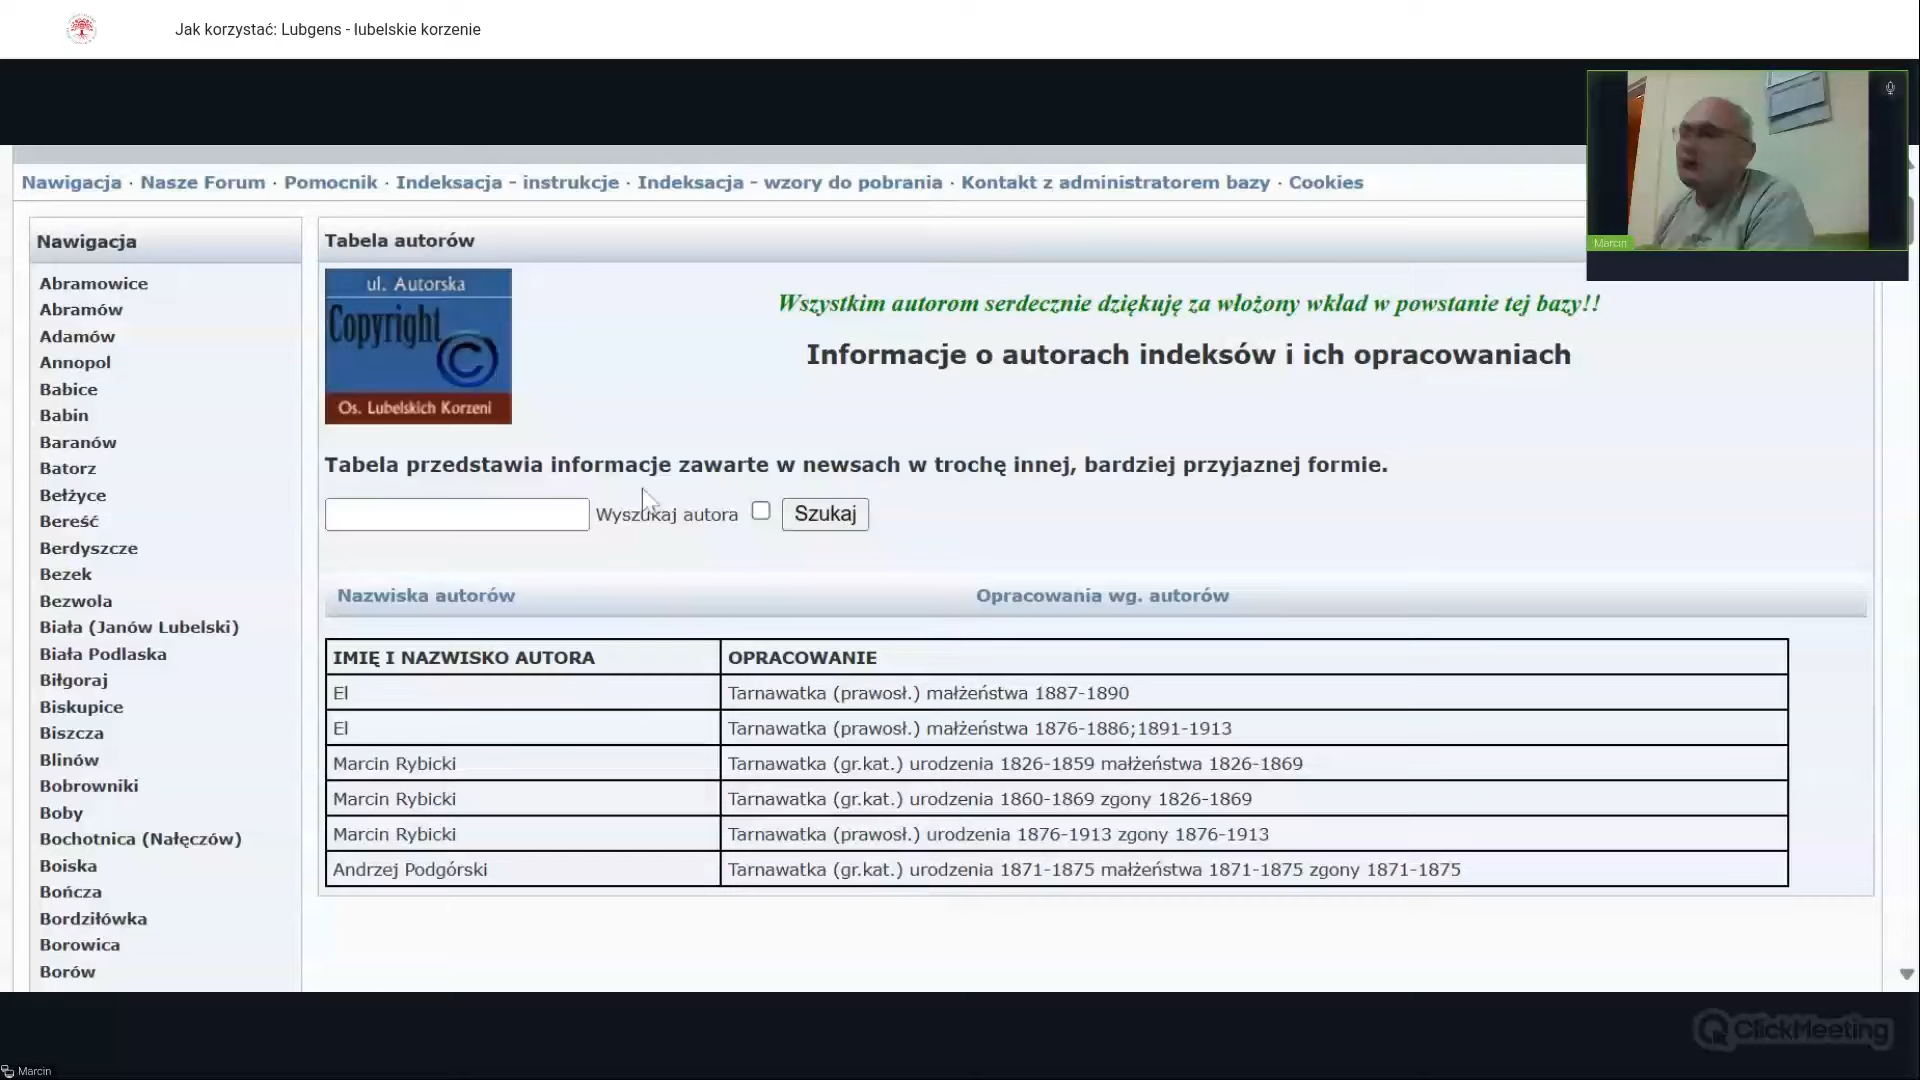 Jak korzystać: Lubgens - lubelskie korzenie
Marcin
Nawigacja · Nasze Forum · Pomocnik · Indeksacja - instrukcje · Indeksacja - wzory do pobrania · Kontakt z administratorem bazy · Cookies
Nawigacja
Abramowice
Abramów
Adamów
Annopol
Babice
Babin
Baranów
Batorz
Bełżyce
Bereść
Berdyszcze
Bezek
Bezwola
Biała (Janów Lubelski)
Biała Podlaska
Biłgoraj
Biskupice
Biszcza
Blinów
Bobrowniki
Boby
Bochotnica (Nałęczów)
Boiska
Bończa
Bordziłówka
Borowica
Borów
Tabela autorów
ul. Autorska
Copyright ©
Os. Lubelskich Korzeni
Wszystkim autorom serdecznie dziękuję za włożony wkład w powstanie tej bazy!!
Informacje o autorach indeksów i ich opracowaniach
Tabela przedstawia informacje zawarte w newsach w trochę innej, bardziej przyjaznej formie.
Wyszukaj autora Szukaj
Nazwiska autorów Opracowania wg. autorów
IMIĘ I NAZWISKO AUTORA OPRACOWANIE
El Tarnawatka (prawosł.) małżeństwa 1887-1890
El Tarnawatka (prawosł.) małżeństwa 1876-1886;1891-1913
Marcin Rybicki Tarnawatka (gr.kat.) urodzenia 1826-1859 małżeństwa 1826-1869
Marcin Rybicki Tarnawatka (gr.kat.) urodzenia 1860-1869 zgony 1826-1869
Marcin Rybicki Tarnawatka (prawosł.) urodzenia 1876-1913 zgony 1876-1913
Andrzej Podgórski Tarnawatka (gr.kat.) urodzenia 1871-1875 małżeństwa 1871-1875 zgony 1871-1875
ClickMeeting
Marcin